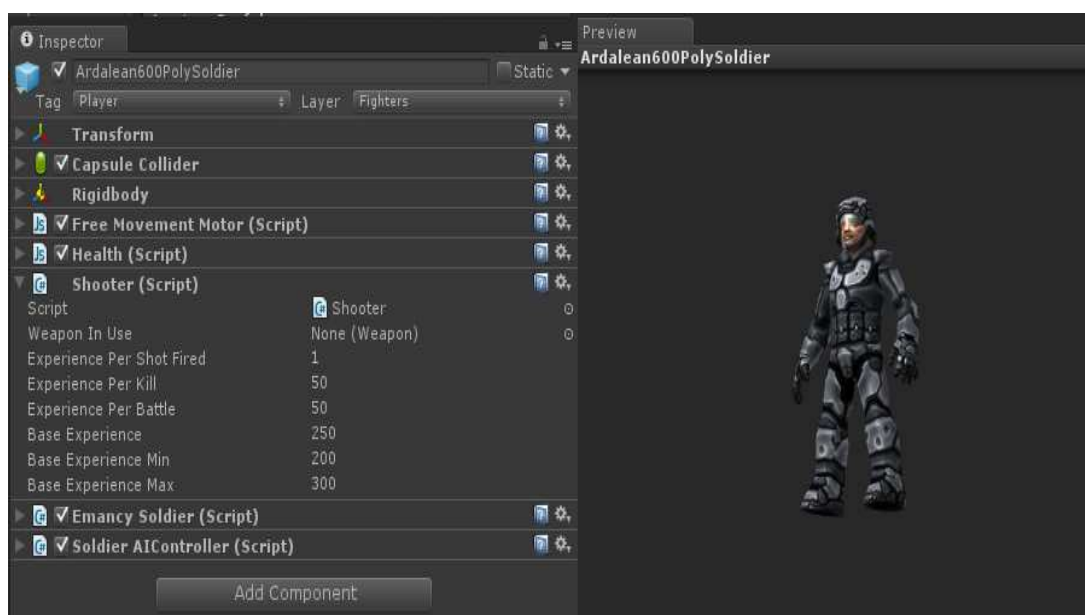 Inspector
Ardalean600PolySoldier Static
Tag Player Layer Fighters
Transform
Capsule Collider
Rigidbody
Free Movement Motor (Script)
Health (Script)
Shooter (Script)
Script Shooter
Weapon In Use None (Weapon)
Experience Per Shot Fired 1
Experience Per Kill 50
Experience Per Battle 50
Base Experience 250
Base Experience Min 200
Base Experience Max 300
Emancy Soldier (Script)
Soldier AIController (Script)
Add Component
Preview
Ardalean600PolySoldier